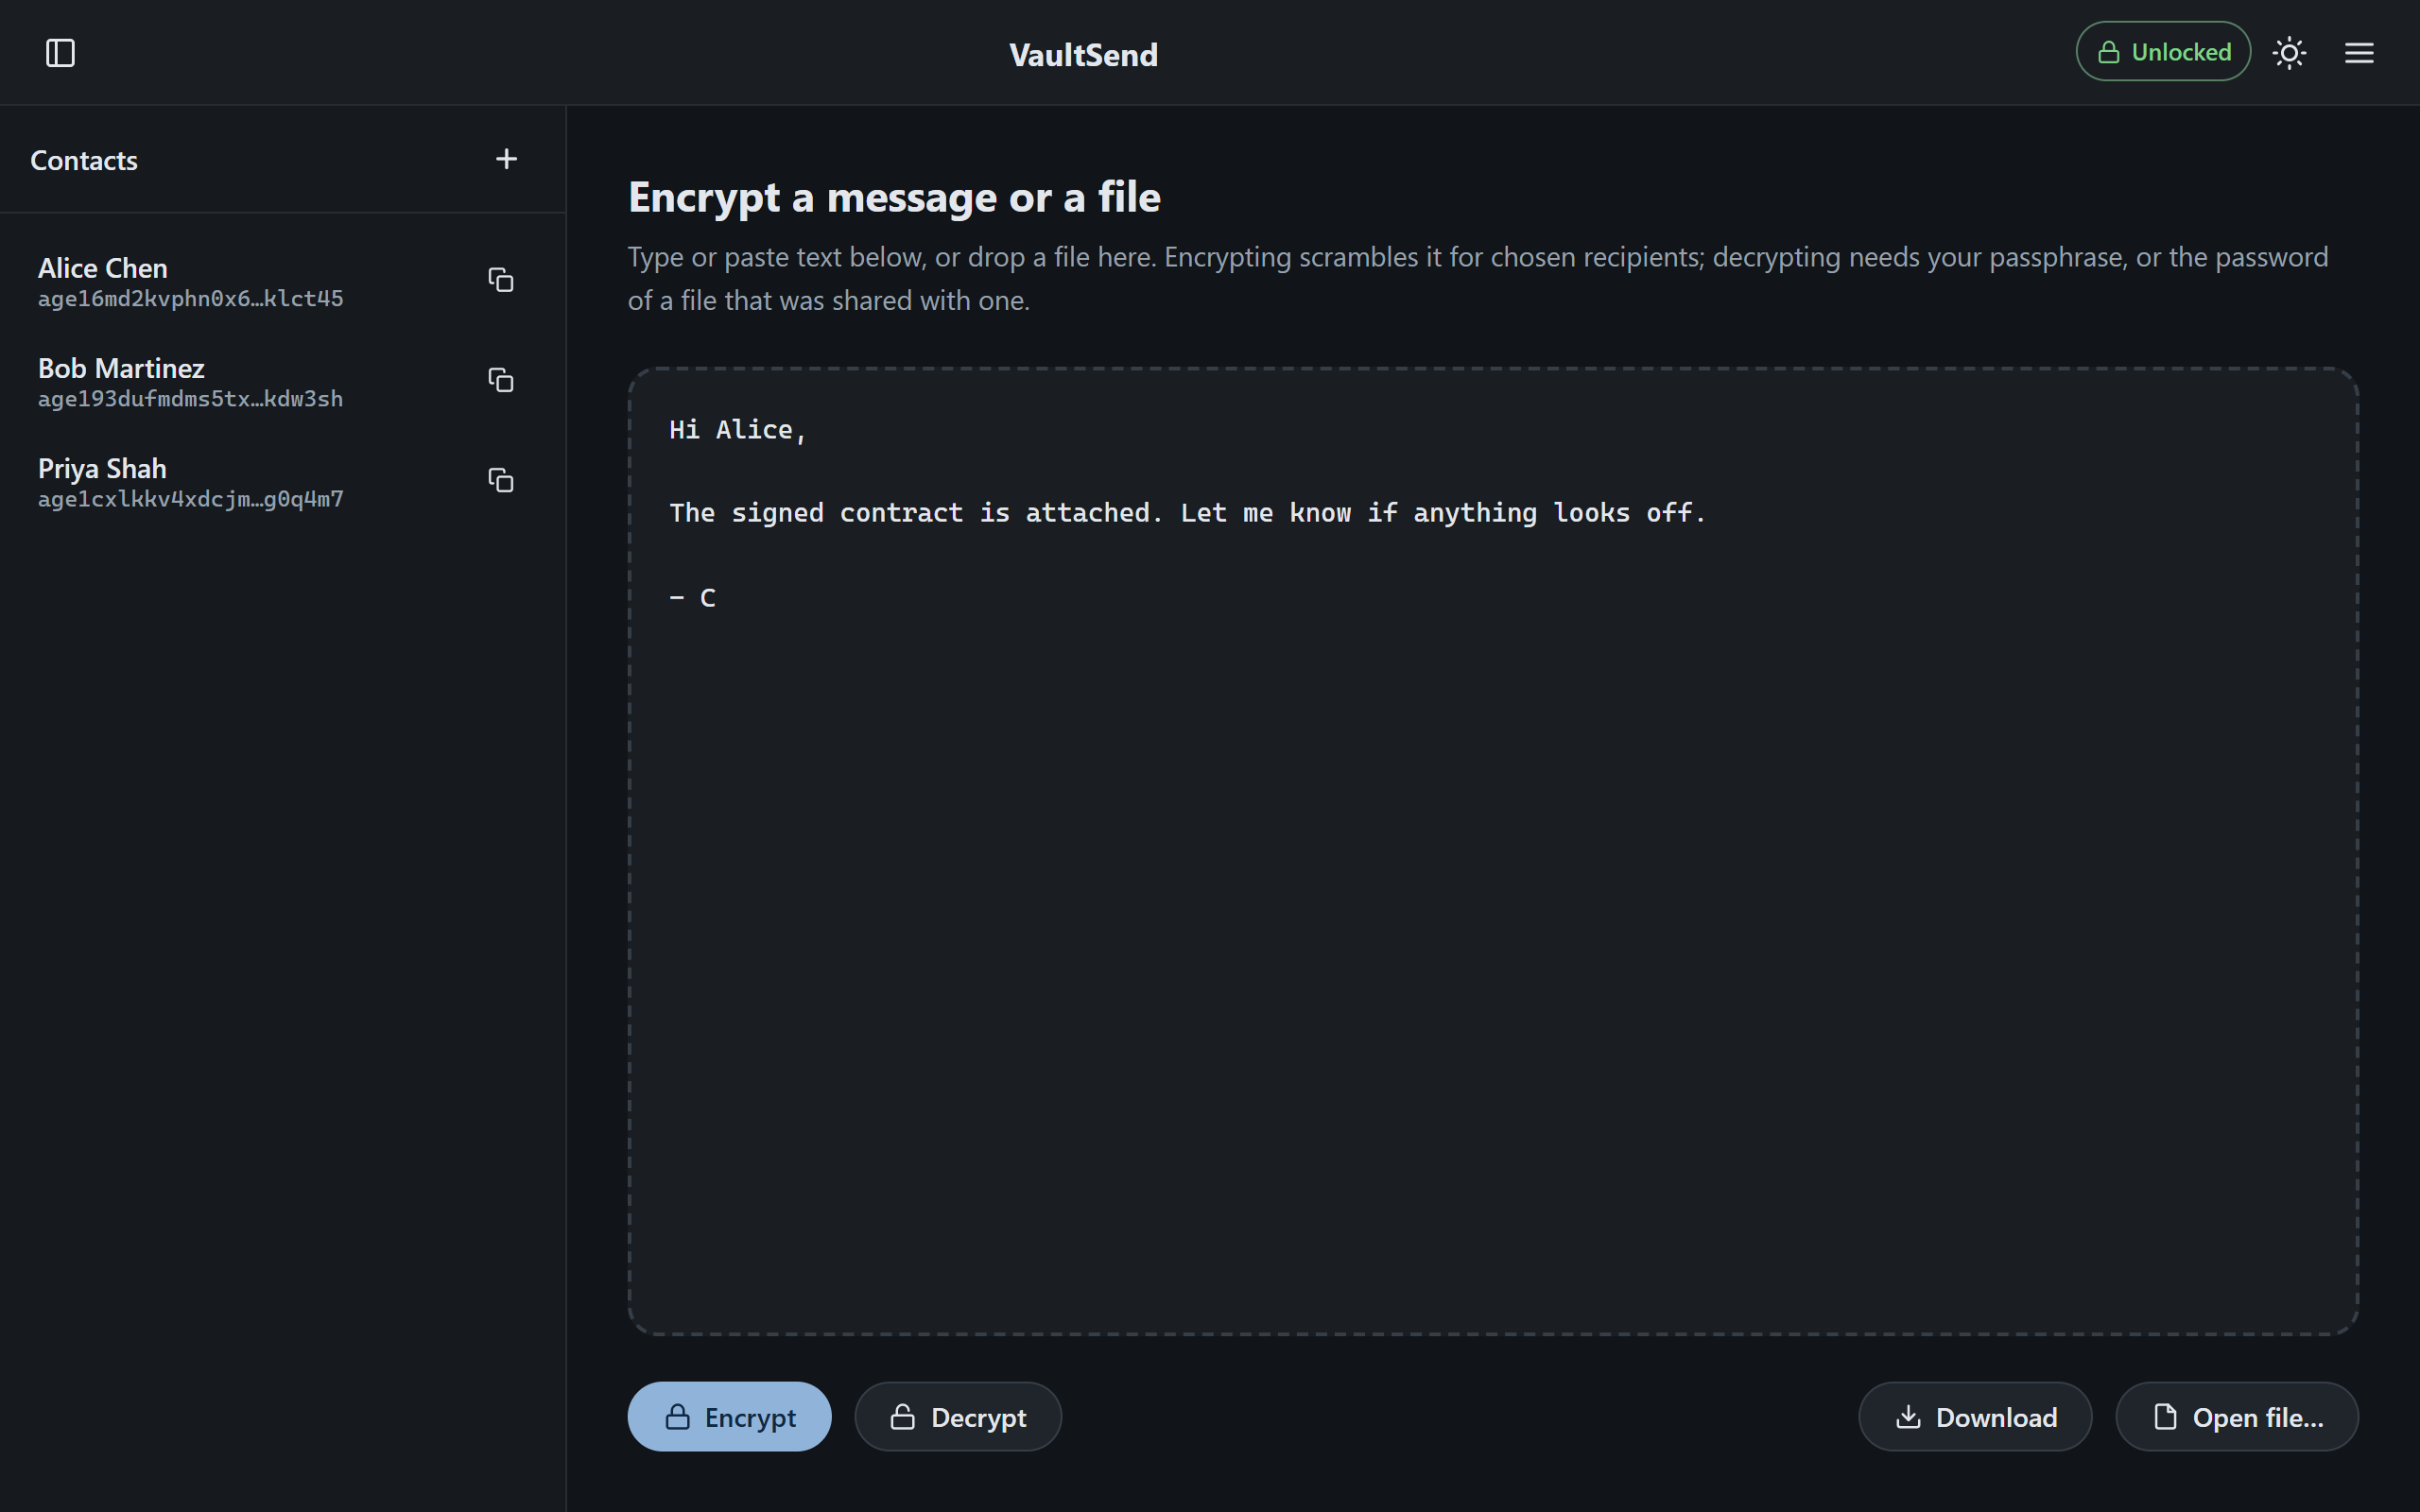 VaultSend
Unlocked
Contacts
Alice Chen
age16md2kvphn0x6…klct45
Bob Martinez
age193dufmdms5tx…kdw3sh
Priya Shah
age1cxlkkv4xdcjm…g0q4m7
Encrypt a message or a file
Type or paste text below, or drop a file here. Encrypting scrambles it for chosen recipients; decrypting needs your passphrase, or the password
of a file that was shared with one.
Hi Alice,
The signed contract is attached. Let me know if anything looks off.
– C
Encrypt
Decrypt
Download
Open file…